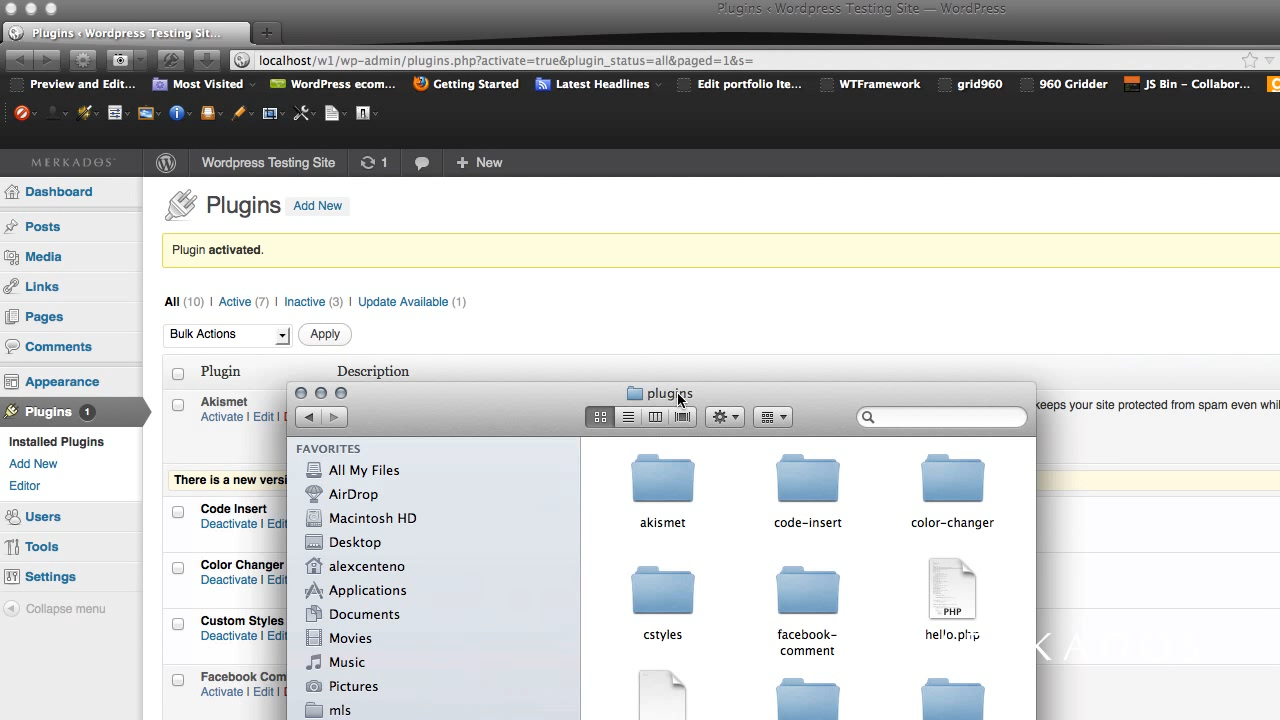 Plugins ‹ Wordpress Testing Site — WordPress
Plugins ‹ Wordpress Testing Sit...
localhost/w1/wp-admin/plugins.php?activate=true&plugin_status=all&paged=1&s=
Preview and Edit... Most Visited WordPress ecom... Getting Started Latest Headlines Edit portfolio Ite... WTFramework grid960 960 Gridder JS Bin – Collabor...
MERKADOS Wordpress Testing Site 1 + New
Dashboard
Posts
Media
Links
Pages
Comments
Appearance
Plugins 1
Installed Plugins
Add New
Editor
Users
Tools
Settings
Collapse menu
Plugins Add New
Plugin activated.
All (10) | Active (7) | Inactive (3) | Update Available (1)
Bulk Actions Apply
Plugin Description
Akismet
Activate | Edit |
keeps your site protected from spam even whil
There is a new versi
Code Insert
Deactivate | Edit
Color Changer
Deactivate | Edit
Custom Styles
Deactivate | Edit
Facebook Com
Activate | Edit |
plugins
FAVORITES
All My Files
AirDrop
Macintosh HD
Desktop
alexcenteno
Applications
Documents
Movies
Music
Pictures
mls
akismet code-insert color-changer
PHP
cstyles facebook-comment hello.php